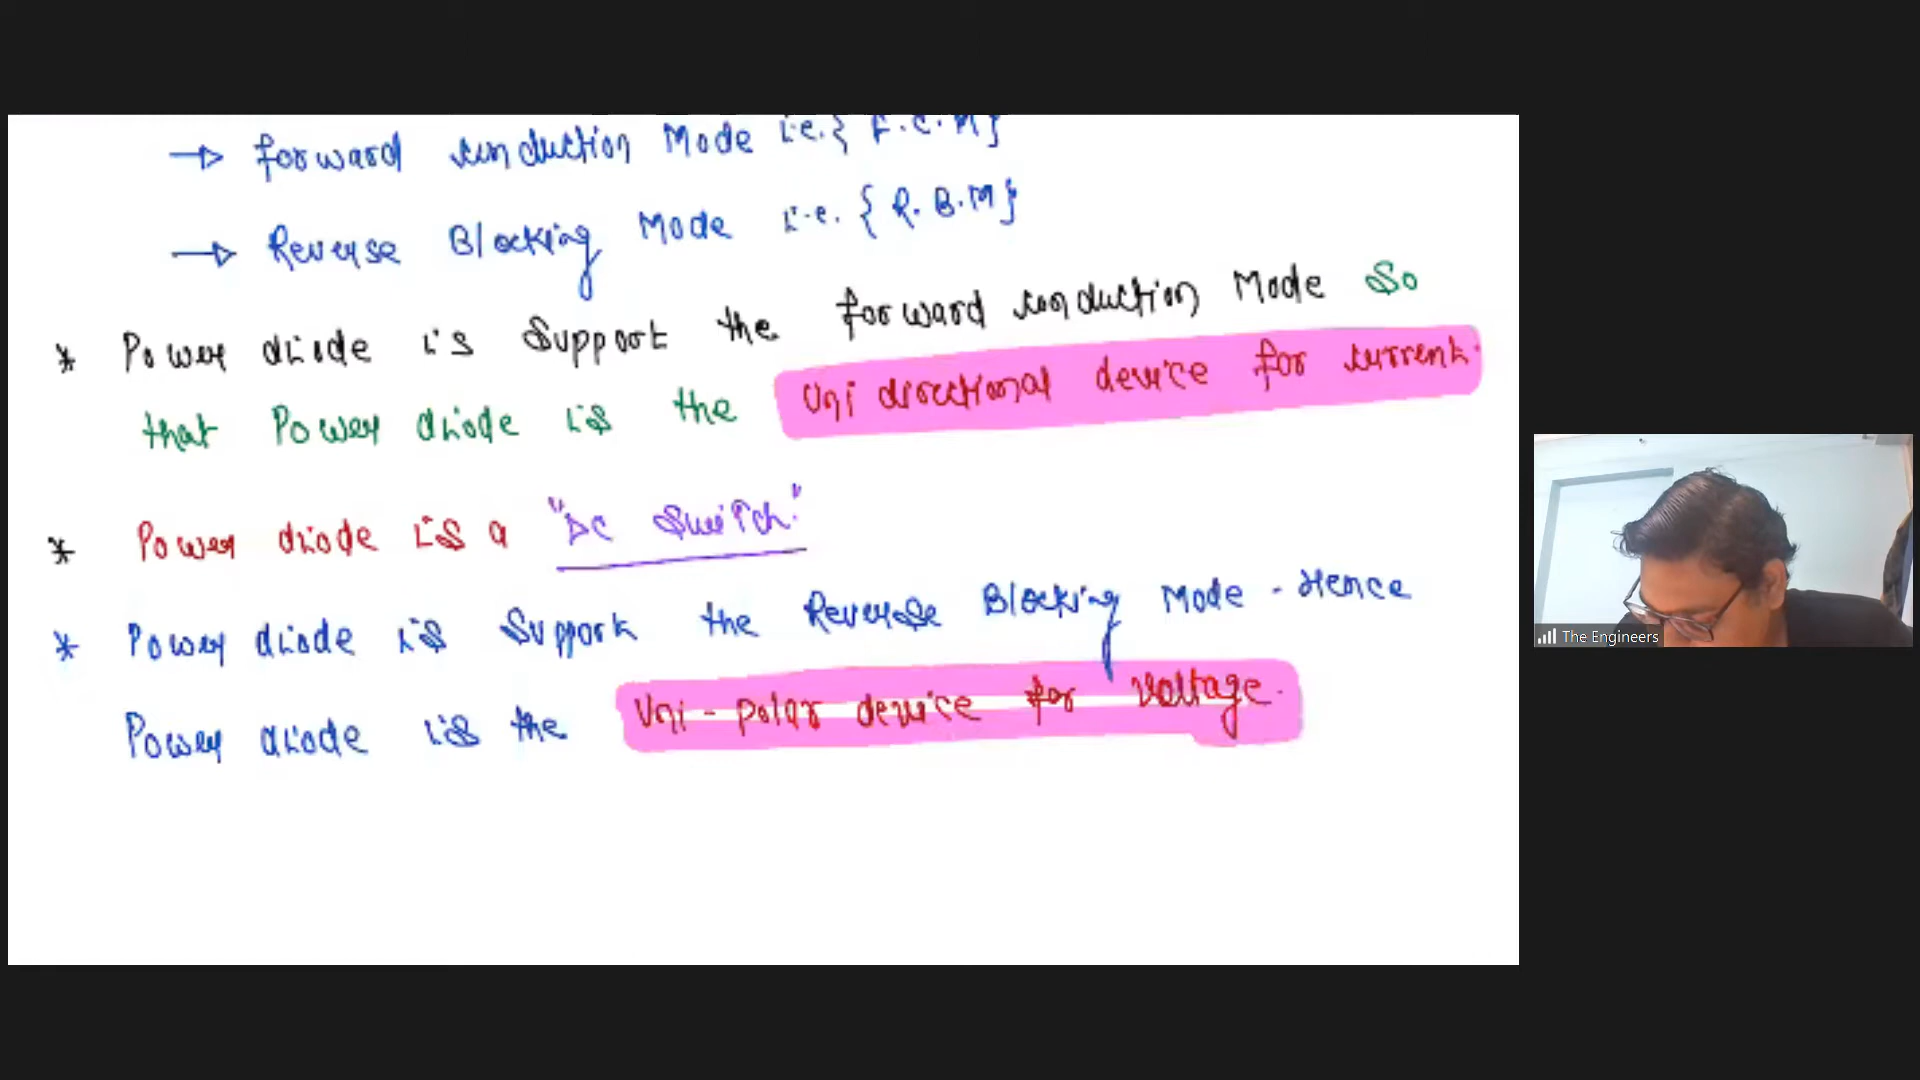 → Forward conduction Mode i.e. { F.C.M }
→ Reverse Blocking Mode i.e. { R.B.M }
* Power diode is support the forward conduction Mode so
that Power diode is the Uni directional device for current.
* Power diode is a "DC Switch."
* Power diode is support the Reverse Blocking Mode - Hence
Power diode is the Uni - polar device for Voltage.
The Engineers